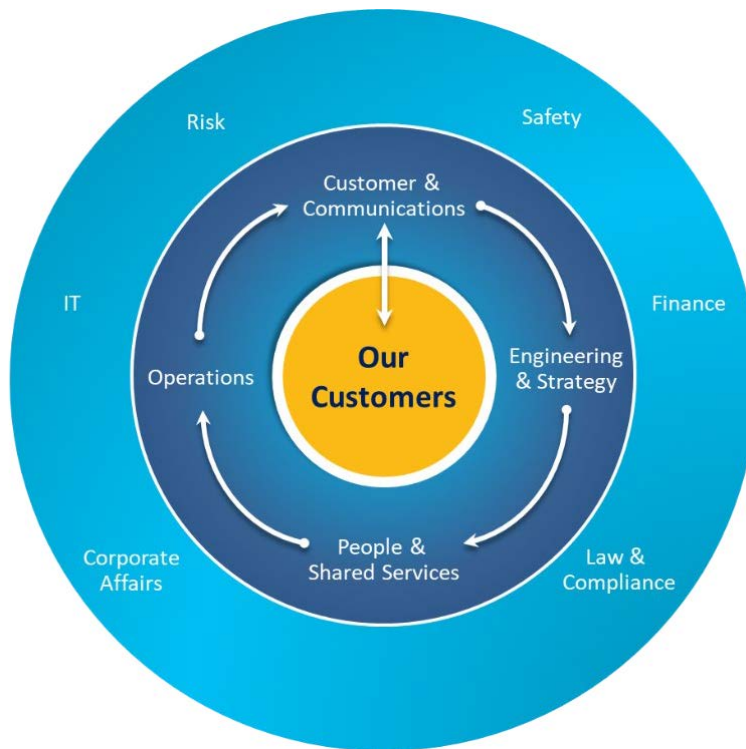 Risk
Safety
Customer &
Communications
IT
Finance
Operations
Our
Customers
Engineering
& Strategy
Corporate
Affairs
People &
Shared Services
Law &
Compliance